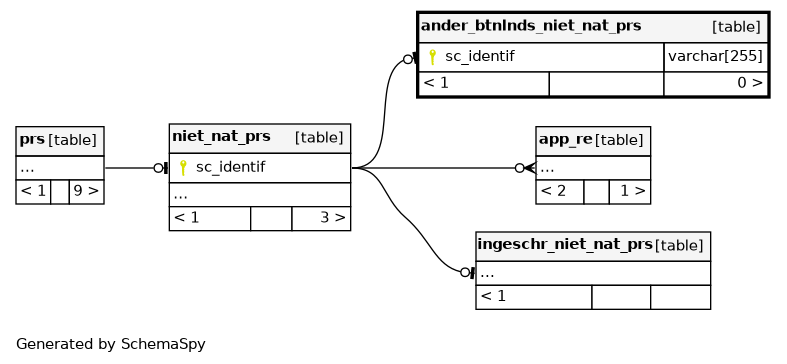 ander_btnlnds_niet_nat_prs [table]
sc_identif varchar[255]
< 1 0 >
prs [table]
...
< 1 9 >
niet_nat_prs [table]
sc_identif
...
< 1 3 >
app_re [table]
...
< 2 1 >
ingeschr_niet_nat_prs [table]
...
< 1
Generated by SchemaSpy